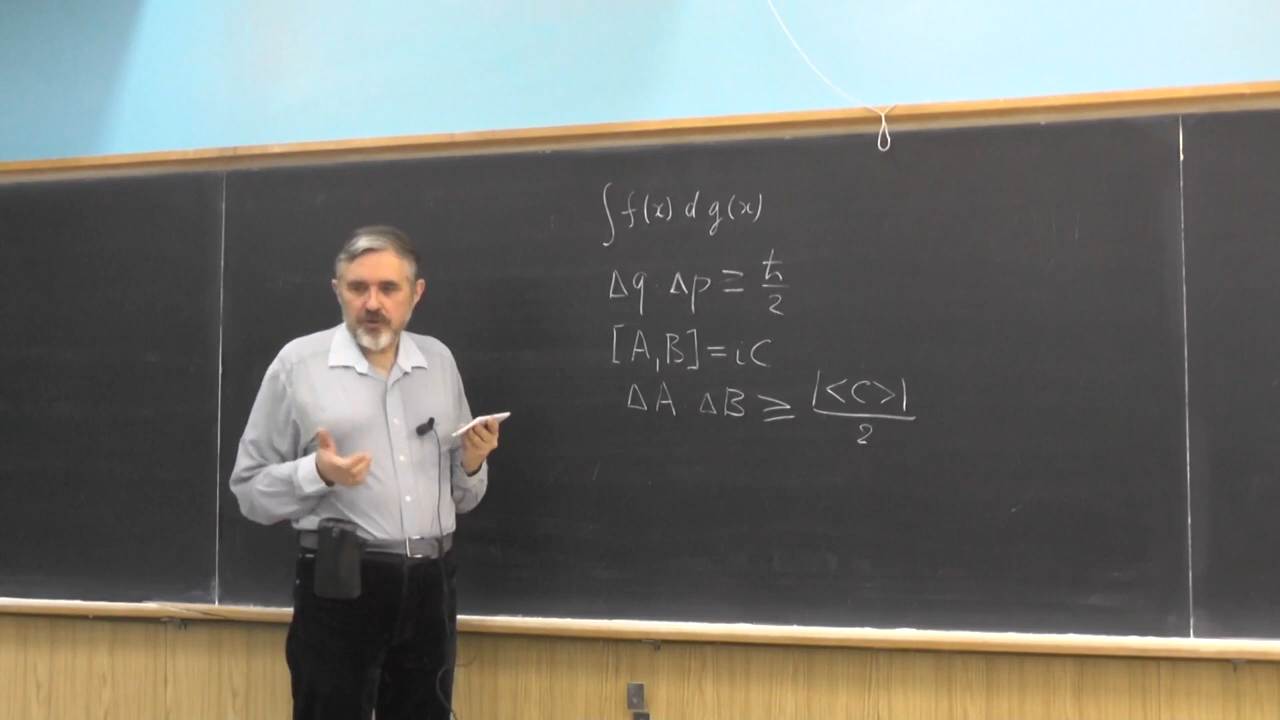 ∫ f(x) d g(x)
Δq · Δp ≥ ℏ/2
[A,B] = iC
ΔA ΔB ≥ |<C>|/2